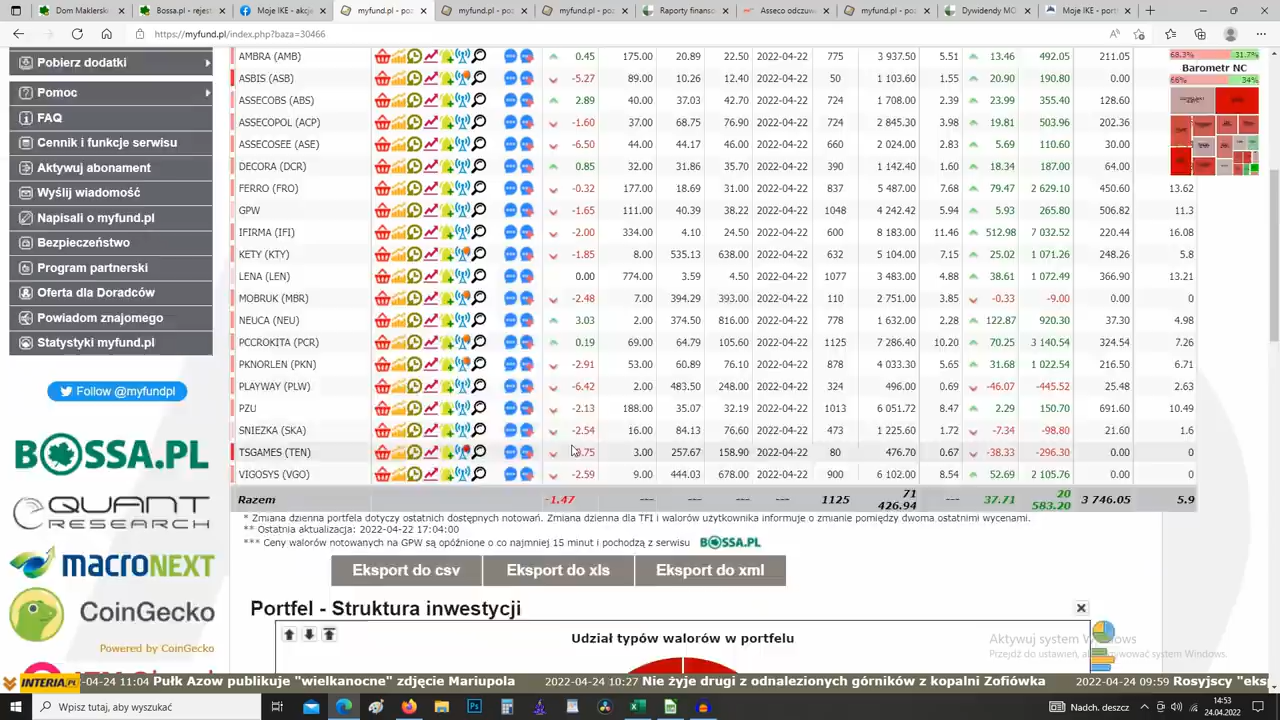 Dom Maklerski
Bossa.pl - rejest
Moje IKE - akcje
myfund.pl - port
myfund.pl - port
myfund.pl - port
Raporty finanso
Asseco odczuwa
myfund.pl - port
Dywidendy MO
Moje IKE - port
https://myfund.pl/index.php?baza=30466
Pobierz dodatki
Pomoc
FAQ
Cennik i funkcje serwisu
Aktywuj abonament
Wyślij wiadomość
Napisali o myfund.pl
Bezpieczeństwo
Program partnerski
Oferta dla Doradców
Powiadom znajomego
Statystyki myfund.pl
Follow @myfundpl
BOSSA.PL
QUANT
RESEARCH
MACRONEXT
CoinGecko
Powered by CoinGecko
AMBRA (AMB) 0.45 175.00 20.89 22.50 2022-04-22 775 3 937.50 5.51 13.46 492.05 211.05
ASBIS (ASB) -5.27 89.00 10.26 12.40 2022-04-22 50 1 103.60 1.55 20.90 190.80 0.00
ASSECOBS (ABS) 2.89 40.00 37.03 42.70 2022-04-22 724 1 708.00 2.39 23.99 355.40 128.60
ASSECOPOL (ACP) -1.60 37.00 68.75 76.90 2022-04-22 724 2 845.30 3.98 19.81 503.96 202.36
ASSECOSEE (ASE) -6.50 44.00 44.17 46.00 2022-04-22 660 2 024.00 2.83 5.69 110.60 30.00
DECORA (DCR) 0.85 32.00 31.86 35.70 2022-04-22 390 1 142.40 1.60 18.34 187.00 64.00
FERRO (FRO) -0.32 177.00 18.69 31.00 2022-04-22 837 5 487.00 7.68 79.47 2 629.10 450.60 13.62
GPW -1.65 111.00 40.39 38.22 2022-04-22 1048 4 242.42 5.94 5.93 265.80 506.82 11.3
IFIRMA (IFI) -2.00 334.00 4.10 24.50 2022-04-22 600 8 183.00 11.46 512.98 7 032.52 220.44 16.08
KETY (KTY) -1.85 8.00 535.13 638.00 2022-04-22 632 5 104.00 7.15 25.02 1 071.26 248.26 5.8
LENA (LEN) 0.00 774.00 3.59 4.50 2022-04-22 1077 3 483.00 4.88 38.61 1 072.49 366.90 13.21
MOBRUK (MBR) -2.48 7.00 394.29 393.00 2022-04-22 110 2 751.00 3.85 -0.33 -9.00 0.00 0
NEUCA (NEU) 3.03 2.00 374.50 816.00 2022-04-22 778 1 632.00 2.28 122.87 920.30 37.30 4.98
PCCROKITA (PCR) 0.19 69.00 64.79 105.60 2022-04-22 1125 7 286.40 10.20 70.25 3 140.54 324.54 7.26
PKNORLEN (PKN) -2.91 53.00 60.89 76.10 2022-04-22 878 4 033.30 5.65 31.68 1 022.54 216.50 6.71
PLAYWAY (PLW) -6.42 2.00 483.50 248.00 2022-04-22 324 496.00 0.69 -46.07 -445.52 25.48 2.63
PZU -2.13 188.00 35.07 32.19 2022-04-22 1013 6 051.72 8.47 2.29 150.70 691.60 10.49
SNIEZKA (SKA) -2.54 16.00 84.13 76.60 2022-04-22 473 1 225.60 1.72 -7.34 -98.80 21.60 1.6
TSGAMES (TEN) 3.00 257.67 158.90 2022-04-22 80 476.70 0.67 -38.33 -296.30 0.00 0
VIGOSYS (VGO) -2.59 9.00 444.03 678.00 2022-04-22 900 6 102.00 8.54 52.69 2 105.76 0.00 0
Razem -1.47 --- --- --- --- 1125 71 426.94 --- 37.71 20 583.20 3 746.05 5.9
* Zmiana dzienna portfela dotyczy ostatnich dostępnych notowań. Zmiana dzienna dla TFI i walorów użytkownika informuje o zmianie pomiędzy dwoma ostatnimi wycenami.
** Ostatnia aktualizacja: 2022-04-22 17:04:00
*** Ceny walorów notowanych na GPW są opóźnione o co najmniej 15 minut i pochodzą z serwisu BOSSA.PL
Eksport do csv
Eksport do xls
Eksport do xml
Portfel - Struktura inwestycji
Udział typów walorów w portfelu
68.3% 31.7%
Barometr NC
66% 34%
Aktywuj system Windows
Przejdź do ustawień, aby aktywować system Windows.
INTERIA.PL
-04-24 11:04 Pułk Azow publikuje "wielkanocne" zdjęcie Mariupola 2022-04-24 10:27 Nie żyje drugi z odnalezionych górników z kopalni Zofiówka 2022-04-24 09:59 Rosyjscy "eks
Wpisz tutaj, aby wyszukać
Nadch. deszcz
14:53
24.04.2022